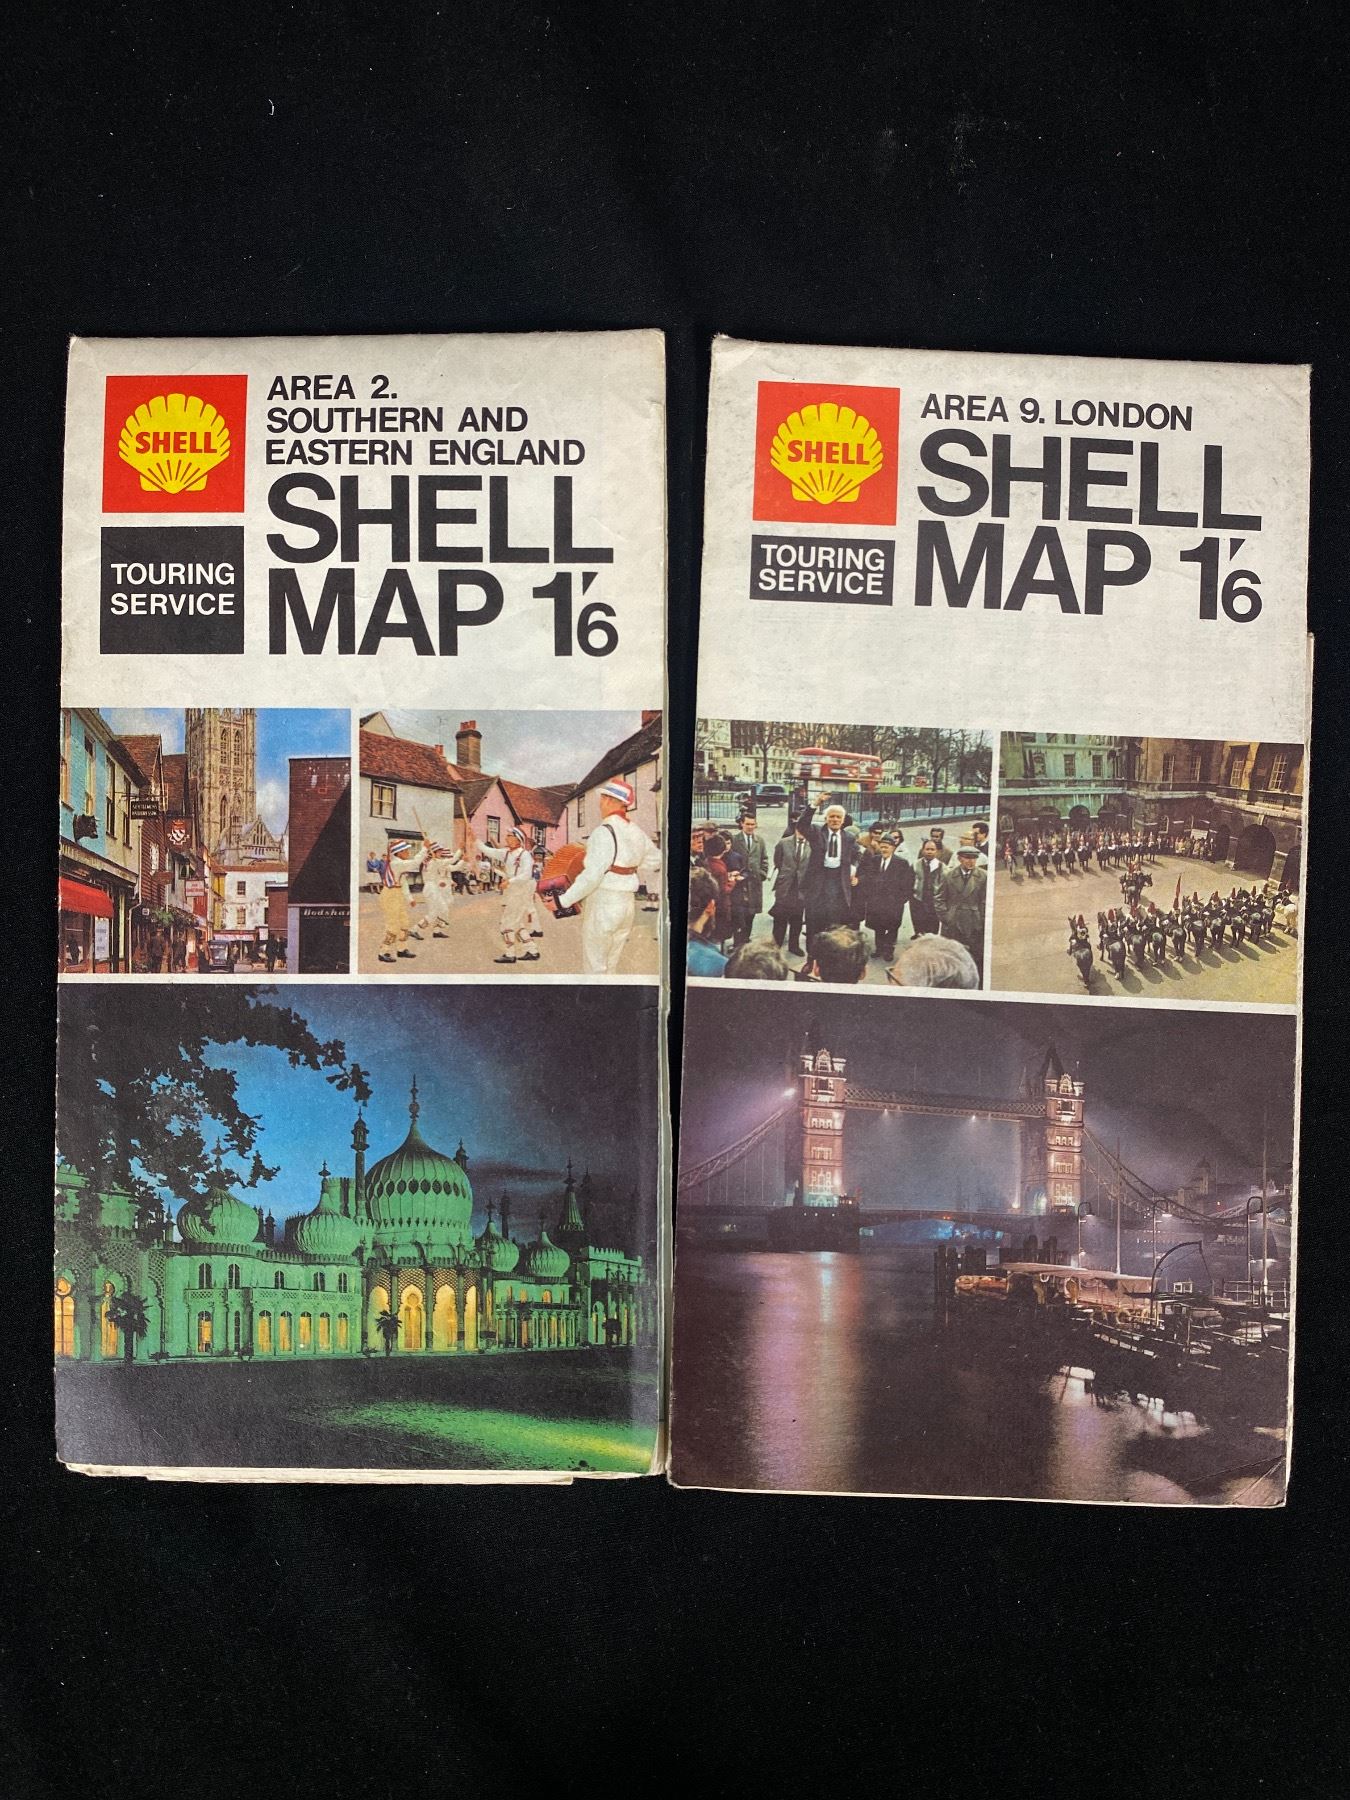 SHELL
TOURING
SERVICE
AREA 2.
SOUTHERN AND
EASTERN ENGLAND
SHELL
MAP 1'6
SHELL
TOURING
SERVICE
AREA 9. LONDON
SHELL
MAP 1'6